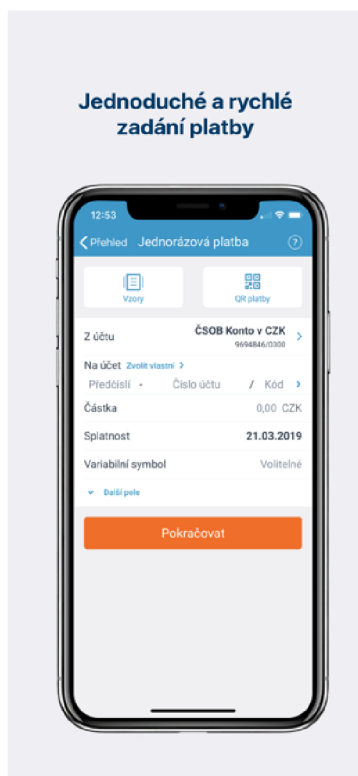 Jednoduché a rychlé
zadání platby
12:53
Přehled Jednorázová platba ?
Vzory QR platby
Z účtu ČSOB Konto v CZK
9694846/0300
Na účet Zvolit vlastní
Předčíslí - Číslo účtu / Kód
Částka 0,00 CZK
Splatnost 21.03.2019
Variabilní symbol Volitelné
Další pole
Pokračovat